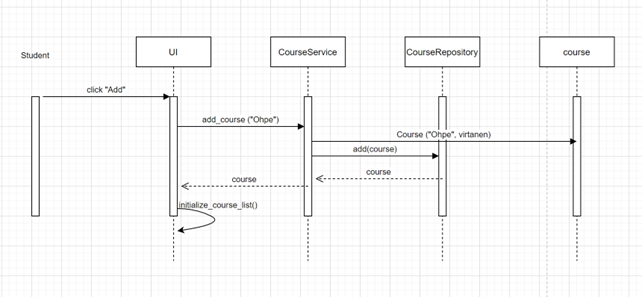 Student
UI
CourseService
CourseRepository
course
click "Add"
add_course ("Ohpe")
Course ("Ohpe", virtanen)
add(course)
course
course
initialize_course_list()